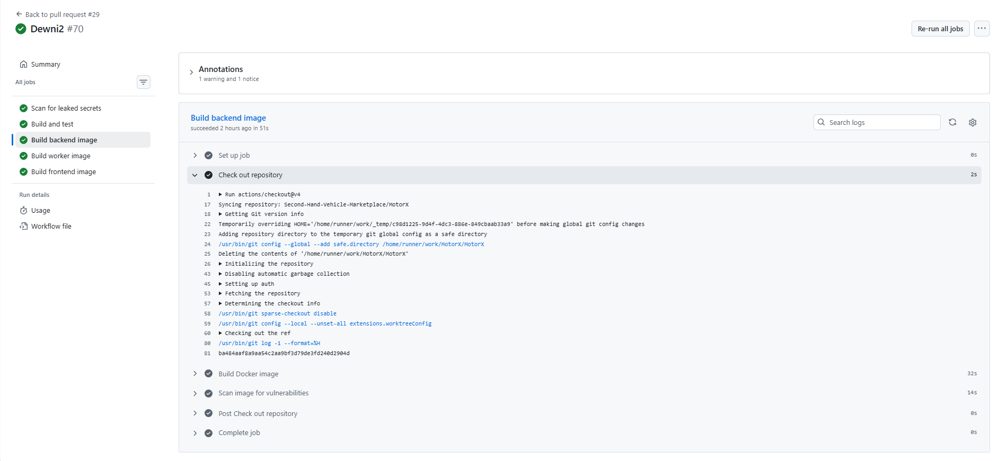 Back to pull request #29
Dewni2 #70
Re-run all jobs
Summary
All jobs
Scan for leaked secrets
Build and test
Build backend image
Build worker image
Build frontend image
Run details
Usage
Workflow file
Annotations
1 warning and 1 notice
Build backend image
succeeded 2 hours ago in 51s
Search logs
Set up job 0s
Check out repository 2s
1 ▶ Run actions/checkout@v4
17 Syncing repository: Second-Hand-Vehicle-Marketplace/MotorX
18 ▶ Getting Git version info
22 Temporarily overriding HOME='/home/runner/work/_temp/c98d1225-9d4f-4dc3-886e-849cbaab33a9' before making global git config changes
23 Adding repository directory to the temporary git global config as a safe directory
24 /usr/bin/git config --global --add safe.directory /home/runner/work/MotorX/MotorX
25 Deleting the contents of '/home/runner/work/MotorX/MotorX'
26 ▶ Initializing the repository
43 ▶ Disabling automatic garbage collection
45 ▶ Setting up auth
53 ▶ Fetching the repository
57 ▶ Determining the checkout info
58 /usr/bin/git sparse-checkout disable
59 /usr/bin/git config --local --unset-all extensions.worktreeConfig
60 ▶ Checking out the ref
80 /usr/bin/git log -1 --format=%H
81 ba484aaf8a9aa54c2aa9bf3d79de3fd240d2904d
Build Docker image 32s
Scan image for vulnerabilities 14s
Post Check out repository 0s
Complete job 0s